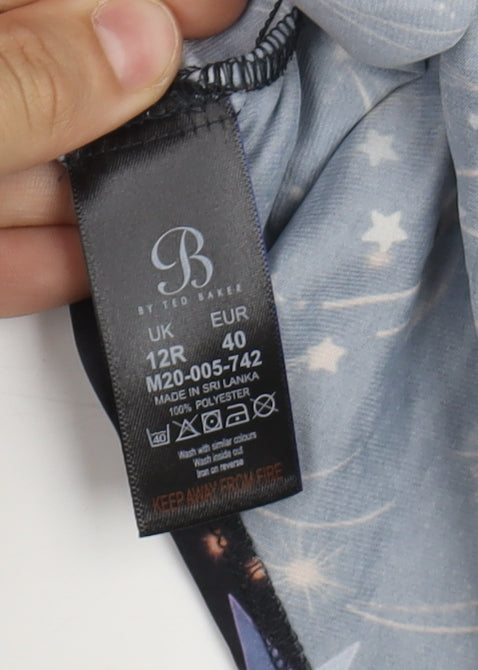 B
BY TED BAKER
UK EUR
12R 40
M20-005-742
MADE IN SRI LANKA
100% POLYESTER
40
Wash with similar colours
Wash inside out
Iron on reverse
KEEP AWAY FROM FIRE